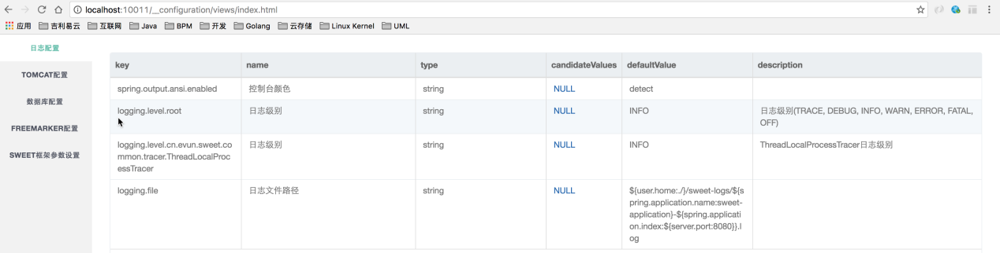 localhost:10011/__configuration/views/index.html
应用 吉利易云 互联网 Java BPM 开发 Golang 云存储 Linux Kernel UML
日志配置
TOMCAT配置
数据库配置
FREEMARKER配置
SWEET框架参数设置
key name type candidateValues defaultValue description
spring.output.ansi.enabled 控制台颜色 string NULL detect
logging.level.root 日志级别 string NULL INFO 日志级别(TRACE, DEBUG, INFO, WARN, ERROR, FATAL,
OFF)
logging.level.cn.evun.sweet.co 日志级别 string NULL INFO ThreadLocalProcessTracer日志级别
mmon.tracer.ThreadLocalProc
essTracer
logging.file 日志文件路径 string NULL ${user.home:./}/sweet-logs/${s
pring.application.name:sweet-
application}-${spring.applicati
on.index:${server.port:8080}}.l
og